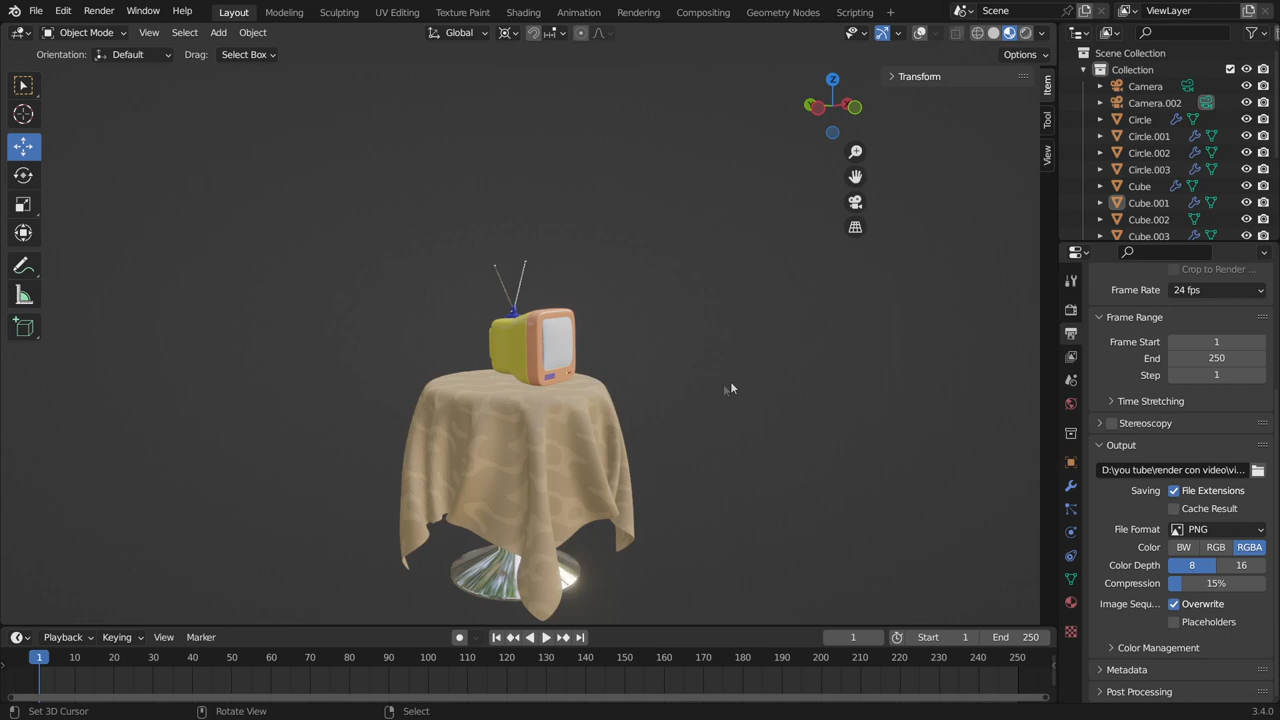 File Edit Render Window Help Layout Modeling Sculpting UV Editing Texture Paint Shading Animation Rendering Compositing Geometry Nodes Scripting Scene ViewLayer
Object Mode View Select Add Object Global
Orientation: Default Drag: Select Box Options
Transform
Z
Item
Tool
View
Scene Collection
Collection
Camera
Camera.002
Circle
Circle.001
Circle.002
Circle.003
Cube
Cube.001
Cube.002
Cube.003
Crop to Render ...
Frame Rate 24 fps
Frame Range
Frame Start 1
End 250
Step 1
Time Stretching
Stereoscopy
Output
D:\you tube\render con video\vi...
Saving File Extensions
Cache Result
File Format PNG
Color BW RGB RGBA
Color Depth 8 16
Compression 15%
Image Sequ... Overwrite
Placeholders
Color Management
Metadata
Post Processing
Playback Keying View Marker 1 Start 1 End 250
1 10 20 30 40 50 60 70 80 90 100 110 120 130 140 150 160 170 180 190 200 210 220 230 240 250
Set 3D Cursor Rotate View Select 3.4.0